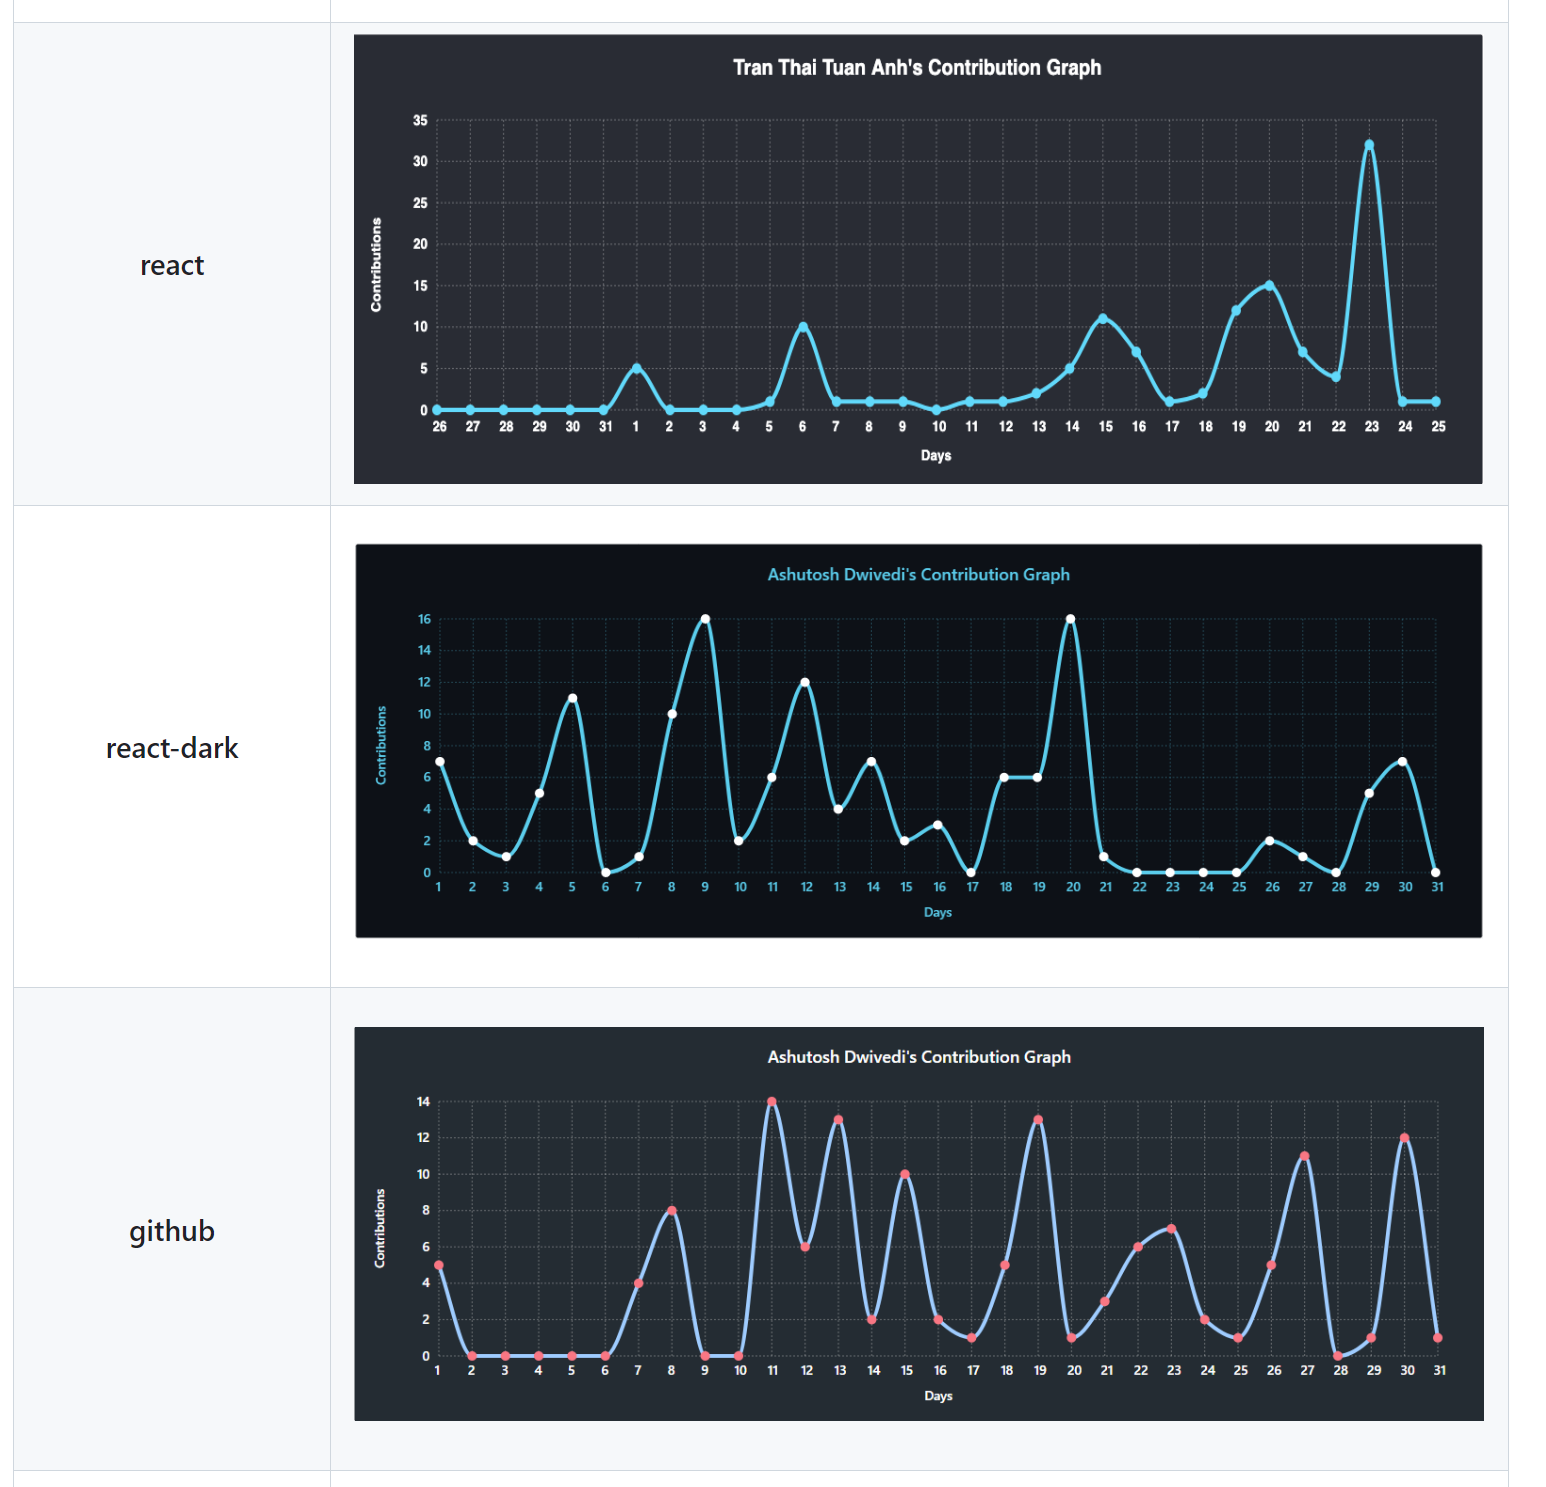 react
Tran Thai Tuan Anh's Contribution Graph
35
30
25
20
15
10
5
0
Contributions
26 27 28 29 30 31 1 2 3 4 5 6 7 8 9 10 11 12 13 14 15 16 17 18 19 20 21 22 23 24 25
Days
react-dark
Ashutosh Dwivedi's Contribution Graph
16
14
12
10
8
6
4
2
0
Contributions
1 2 3 4 5 6 7 8 9 10 11 12 13 14 15 16 17 18 19 20 21 22 23 24 25 26 27 28 29 30 31
Days
github
Ashutosh Dwivedi's Contribution Graph
14
12
10
8
6
4
2
0
Contributions
1 2 3 4 5 6 7 8 9 10 11 12 13 14 15 16 17 18 19 20 21 22 23 24 25 26 27 28 29 30 31
Days